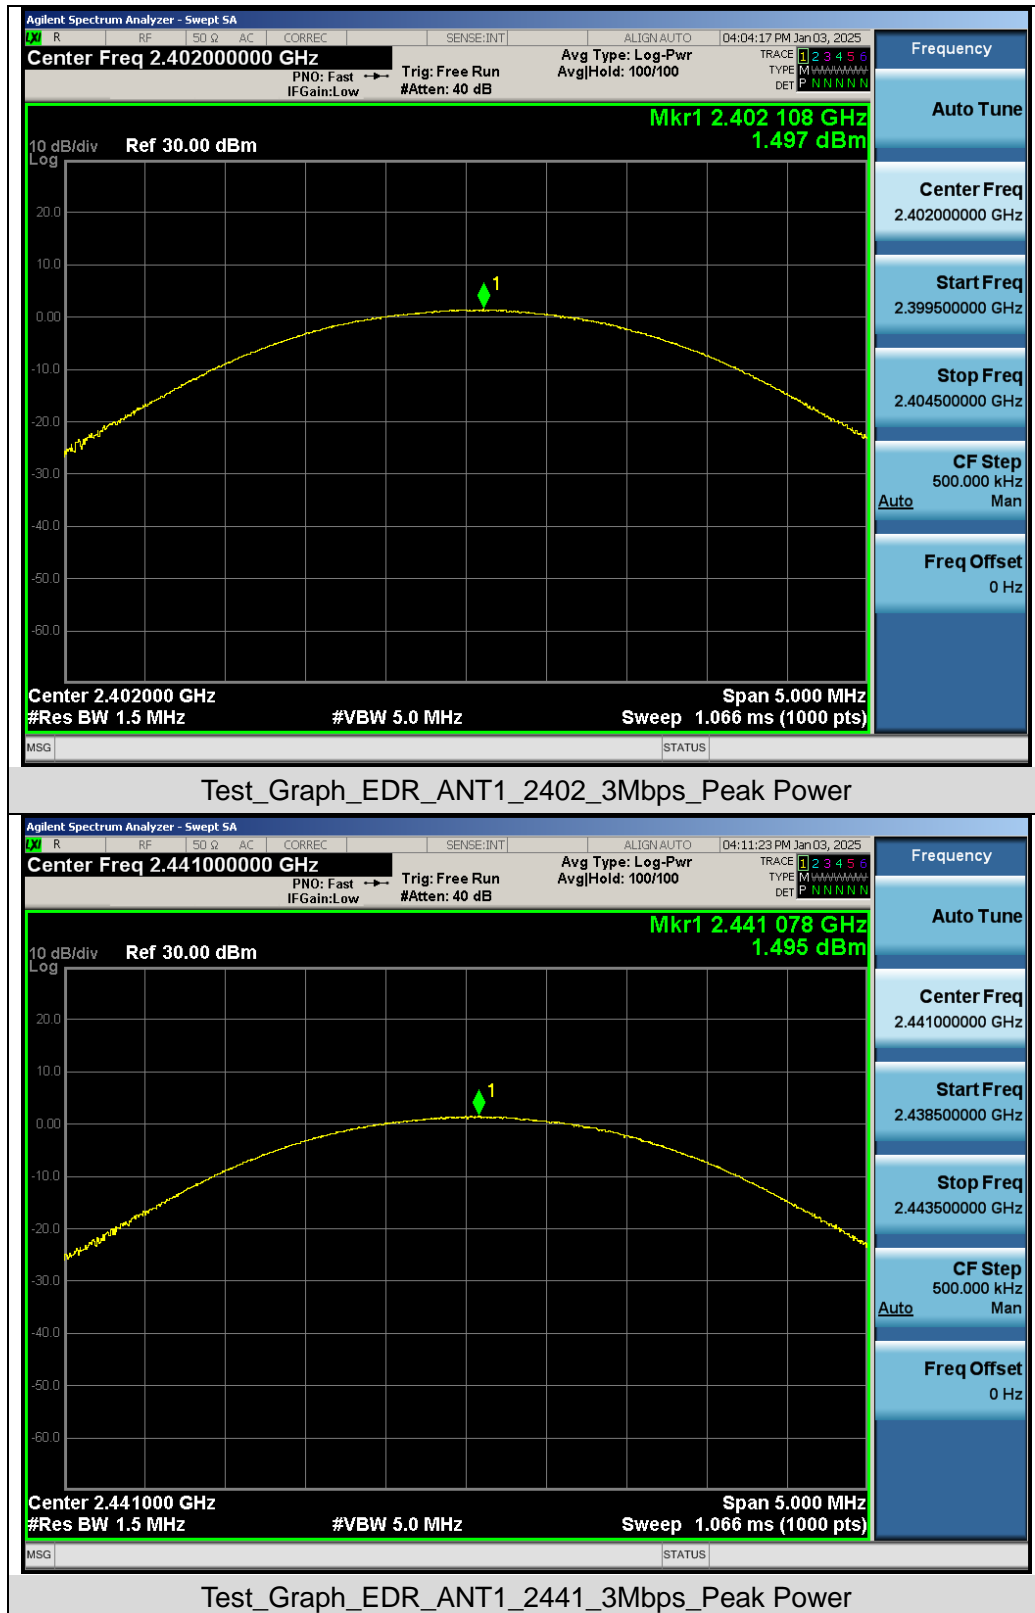 Agilent Spectrum Analyzer - Swept SA
LXI R RF 50 Ω AC CORREC SENSE:INT ALIGN AUTO 04:04:17 PM Jan 03, 2025
Center Freq 2.402000000 GHz
PNO: Fast
IFGain:Low
Trig: Free Run
#Atten: 40 dB
Avg Type: Log-Pwr
Avg|Hold: 100/100
TRACE 1 2 3 4 5 6
TYPE M
DET P N N N N N
Mkr1 2.402 108 GHz
1.497 dBm
10 dB/div Ref 30.00 dBm
Log
20.0
10.0
1
0.00
-10.0
-20.0
-30.0
-40.0
-50.0
-60.0
Center 2.402000 GHz Span 5.000 MHz
#Res BW 1.5 MHz #VBW 5.0 MHz Sweep 1.066 ms (1000 pts)
MSG STATUS
Frequency
Auto Tune
Center Freq
2.402000000 GHz
Start Freq
2.399500000 GHz
Stop Freq
2.404500000 GHz
CF Step
500.000 kHz
Auto Man
Freq Offset
0 Hz
Test_Graph_EDR_ANT1_2402_3Mbps_Peak Power
Agilent Spectrum Analyzer - Swept SA
LXI R RF 50 Ω AC CORREC SENSE:INT ALIGN AUTO 04:11:23 PM Jan 03, 2025
Center Freq 2.441000000 GHz
PNO: Fast
IFGain:Low
Trig: Free Run
#Atten: 40 dB
Avg Type: Log-Pwr
Avg|Hold: 100/100
TRACE 1 2 3 4 5 6
TYPE M
DET P N N N N N
Mkr1 2.441 078 GHz
1.495 dBm
10 dB/div Ref 30.00 dBm
Log
20.0
10.0
1
0.00
-10.0
-20.0
-30.0
-40.0
-50.0
-60.0
Center 2.441000 GHz Span 5.000 MHz
#Res BW 1.5 MHz #VBW 5.0 MHz Sweep 1.066 ms (1000 pts)
MSG STATUS
Frequency
Auto Tune
Center Freq
2.441000000 GHz
Start Freq
2.438500000 GHz
Stop Freq
2.443500000 GHz
CF Step
500.000 kHz
Auto Man
Freq Offset
0 Hz
Test_Graph_EDR_ANT1_2441_3Mbps_Peak Power